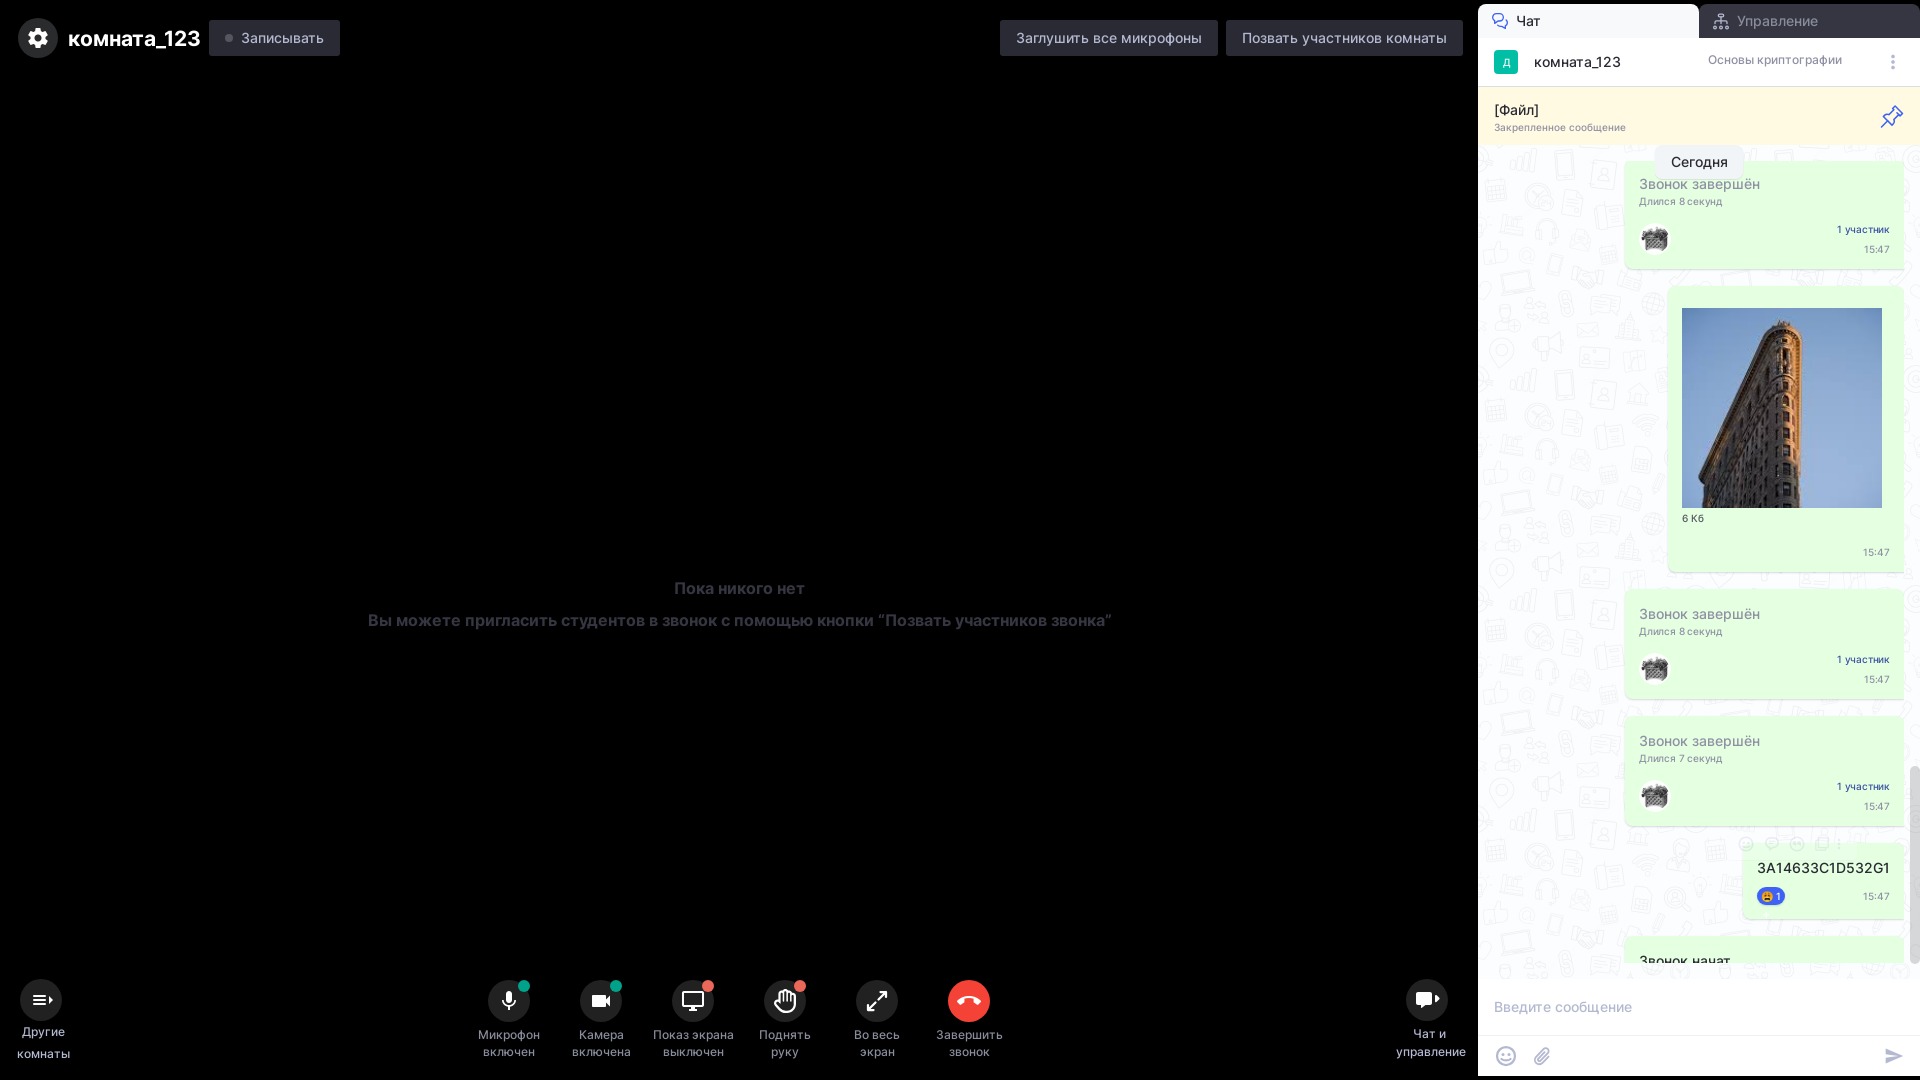 комната_123
Записывать
Заглушить все микрофоны
Позвать участников комнаты
Пока никого нет
Вы можете пригласить студентов в звонок с помощью кнопки “Позвать участников звонка”
Другие
комнаты
Микрофон
включен
Камера
включена
Показ экрана
выключен
Поднять
руку
Во весь
экран
Завершить
звонок
Чат и
управление
Чат
Управление
Д
комната_123
Основы криптографии
[Файл]
Закрепленное сообщение
Сегодня
Звонок завершён
Длился 8 секунд
1 участник
15:47
6 Кб
15:47
Звонок завершён
Длился 8 секунд
1 участник
15:47
Звонок завершён
Длился 7 секунд
1 участник
15:47
3A14633C1D532G1
1
15:47
Звонок начат
Введите сообщение